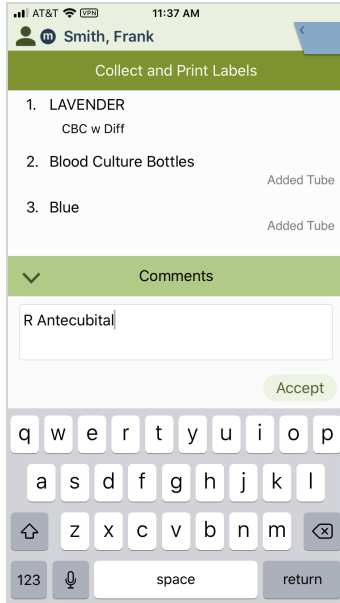 AT&T VPN 11:37 AM
m Smith, Frank
Collect and Print Labels
1. LAVENDER
CBC w Diff
2. Blood Culture Bottles
Added Tube
3. Blue
Added Tube
Comments
R Antecubital
Accept
q w e r t y u i o p
a s d f g h j k l
z x c v b n m
123 space return